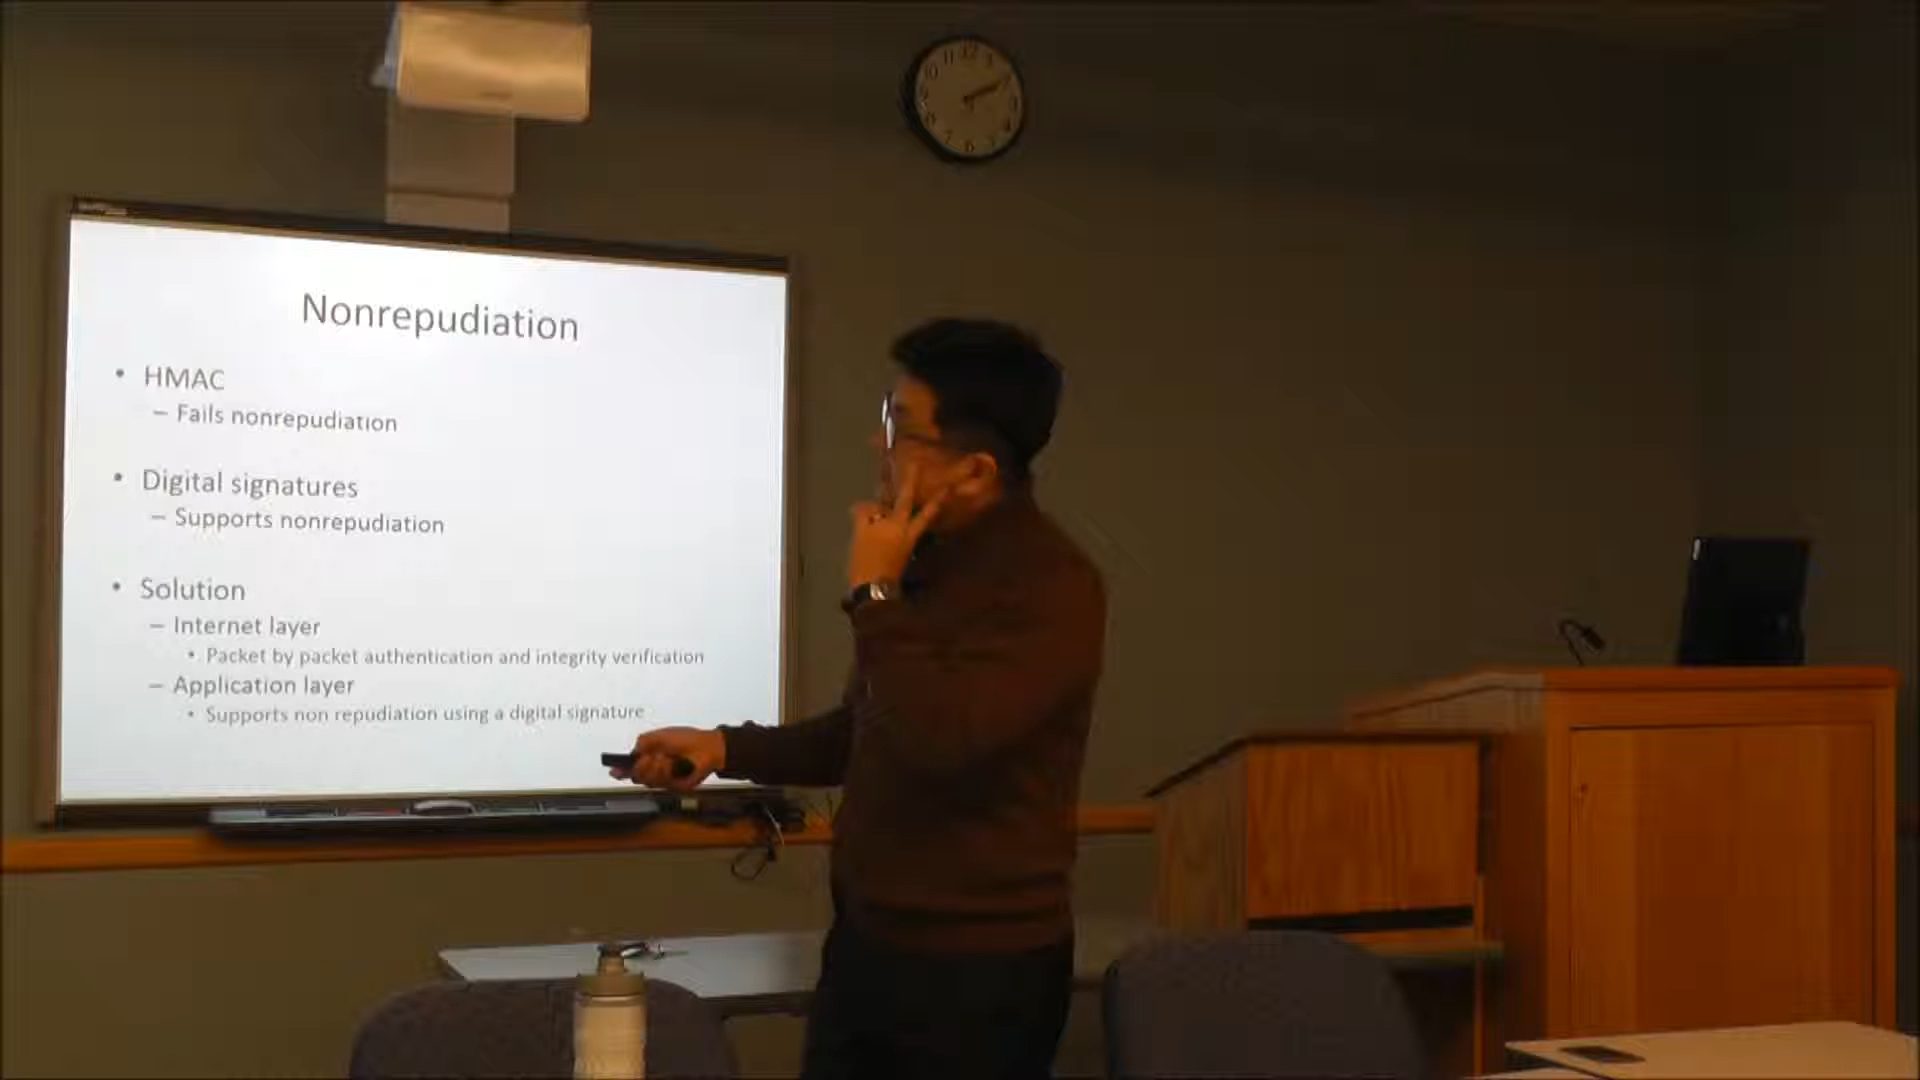 Nonrepudiation
• HMAC
– Fails nonrepudiation
• Digital signatures
– Supports nonrepudiation
• Solution
– Internet layer
• Packet by packet authentication and integrity verification
– Application layer
• Supports non repudiation using a digital signature